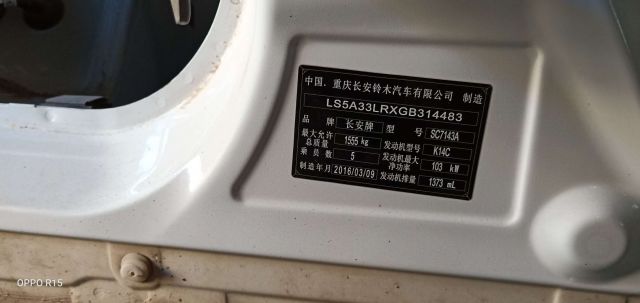 中国．重庆长安铃木汽车有限公司 制造
LS5A33LRXGB314483
品 牌 长安牌 型 号 SC7143A
最大允许总质量 1555 kg 发动机型号 K14C
乘员数 5 发动机最大净功率 103 kW
制造年月 2016/03/09 发动机排量 1373 mL
OPPO R15